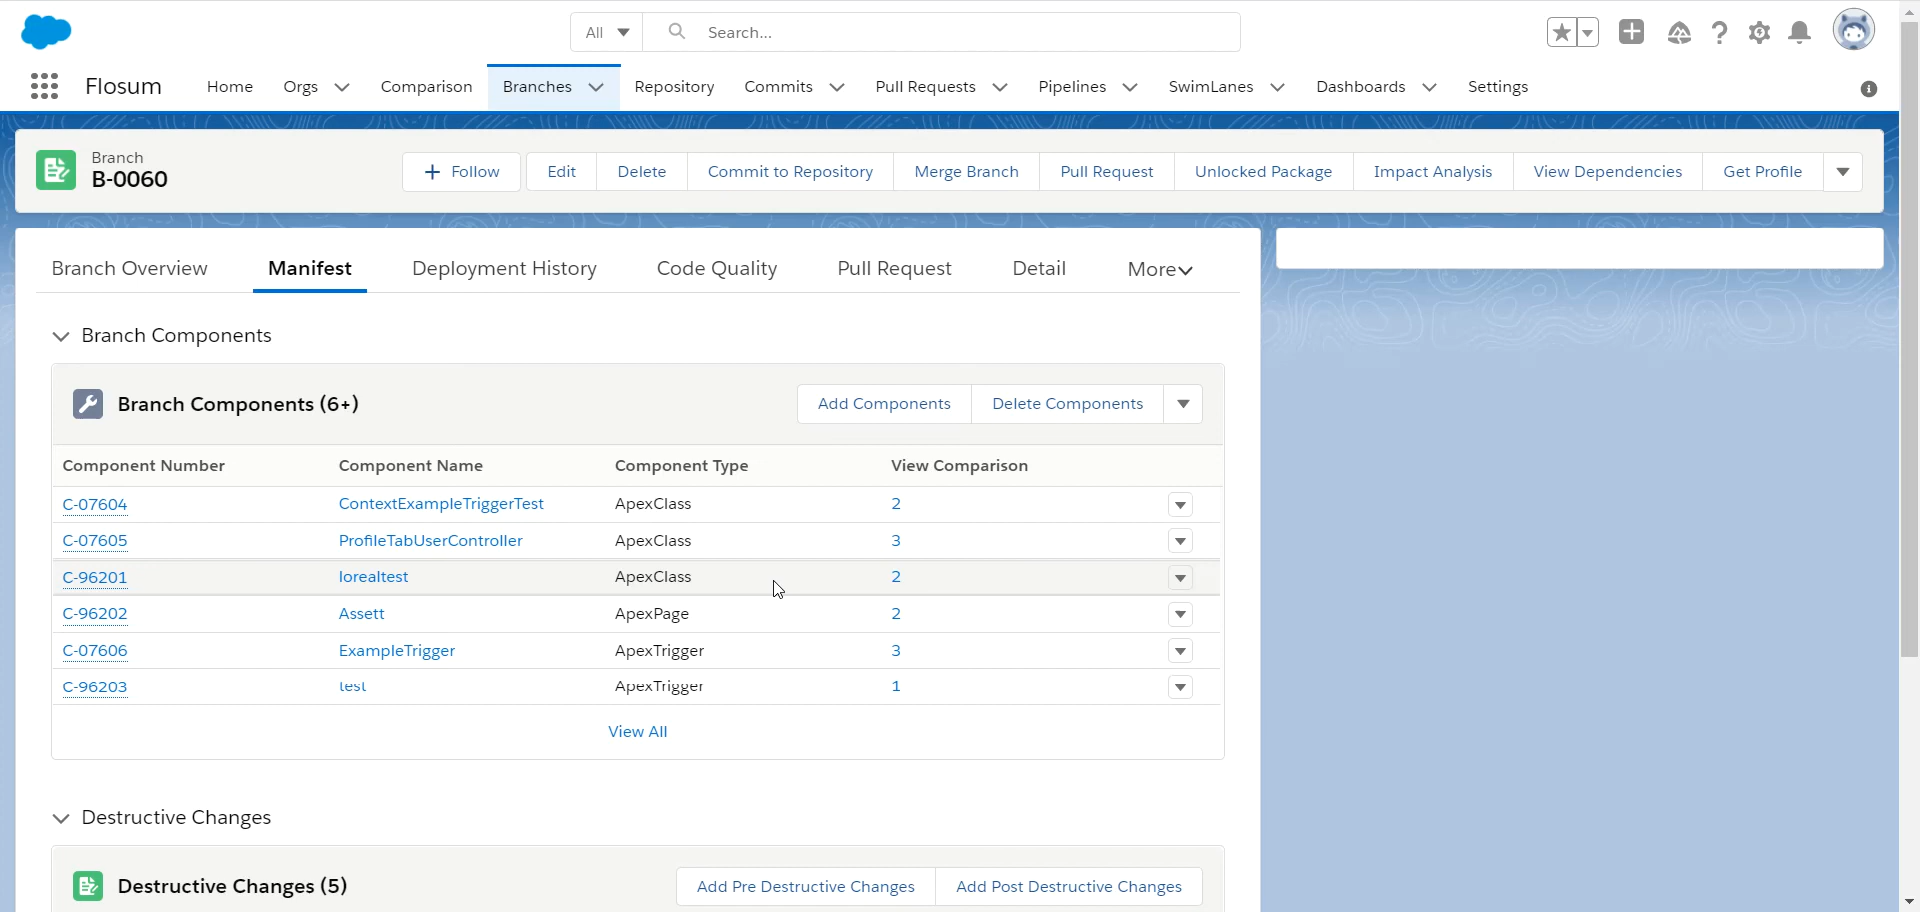 All Search...
Flosum Home Orgs Comparison Branches Repository Commits Pull Requests Pipelines SwimLanes Dashboards Settings
Branch
B-0060
+ Follow Edit Delete Commit to Repository Merge Branch Pull Request Unlocked Package Impact Analysis View Dependencies Get Profile
Branch Overview Manifest Deployment History Code Quality Pull Request Detail More
Branch Components
Branch Components (6+) Add Components Delete Components
Component Number Component Name Component Type View Comparison
C-07604 ContextExampleTriggerTest ApexClass 2
C-07605 ProfileTabUserController ApexClass 3
C-96201 lorealtest ApexClass 2
C-96202 Assett ApexPage 2
C-07606 ExampleTrigger ApexTrigger 3
C-96203 test ApexTrigger 1
View All
Destructive Changes
Destructive Changes (5) Add Pre Destructive Changes Add Post Destructive Changes